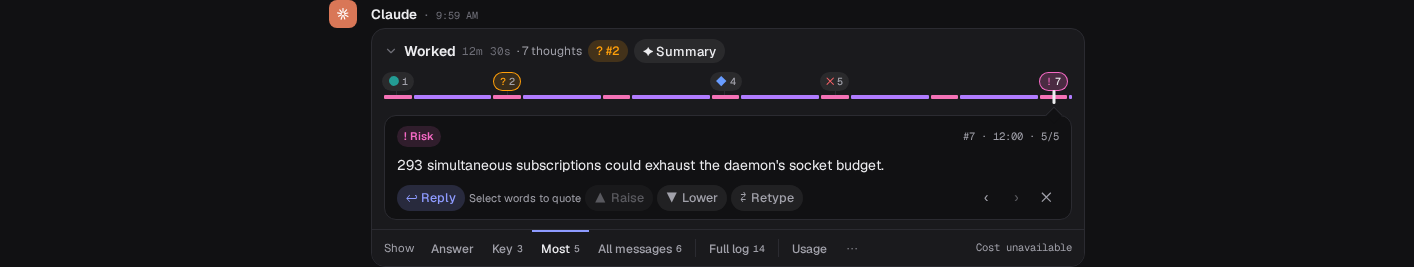 Claude · 9:59 AM
Worked 12m 30s · 7 thoughts ? #2 Summary
1 ? 2 4 5 ! 7
! Risk #7 · 12:00 · 5/5
293 simultaneous subscriptions could exhaust the daemon's socket budget.
Reply Select words to quote Raise Lower Retype
Show Answer Key 3 Most 5 All messages 6 Full log 14 Usage ··· Cost unavailable